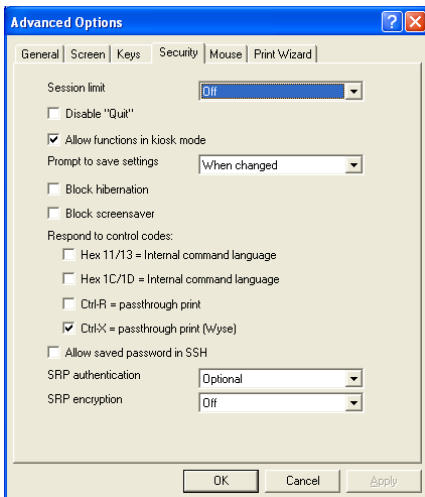 Advanced Options
General Screen Keys Security Mouse Print Wizard
Session limit Off
Disable "Quit"
Allow functions in kiosk mode
Prompt to save settings When changed
Block hibernation
Block screensaver
Respond to control codes:
Hex 11/13 = Internal command language
Hex 1C/1D = Internal command language
Ctrl-R = passthrough print
Ctrl-X = passthrough print (Wyse)
Allow saved password in SSH
SRP authentication Optional
SRP encryption Off
OK Cancel Apply